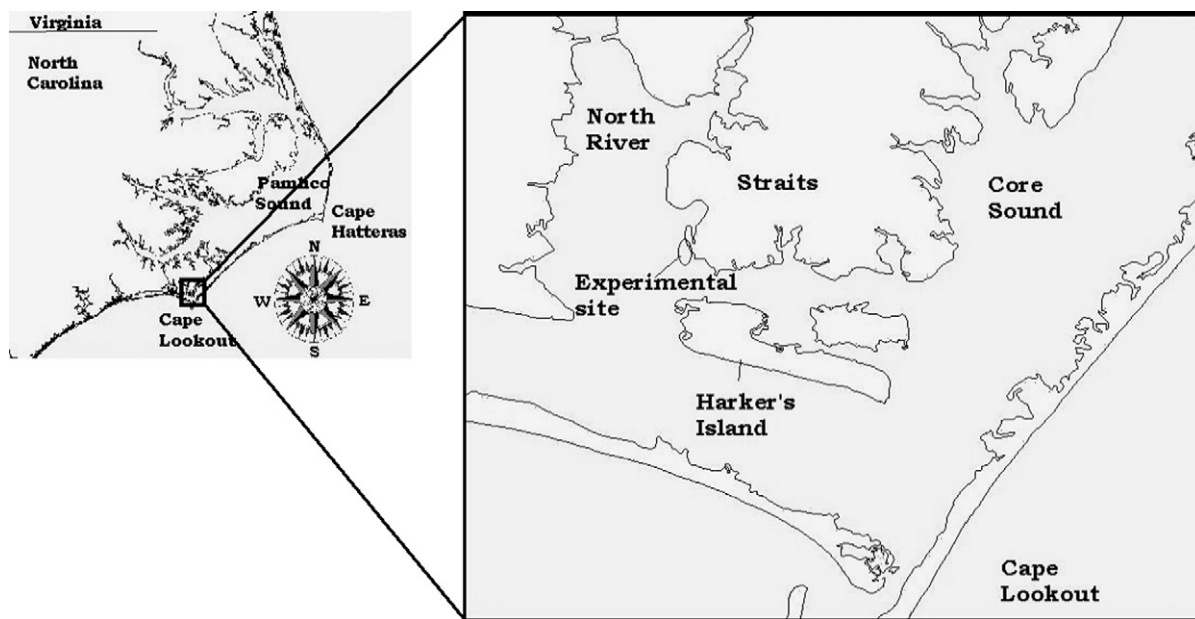 Virginia
North
Carolina
Pamlico
Sound
Cape
Hatteras
N
W
E
S
Cape
Lookout
North
River
Straits
Core
Sound
Experimental
site
Harker's
Island
Cape
Lookout